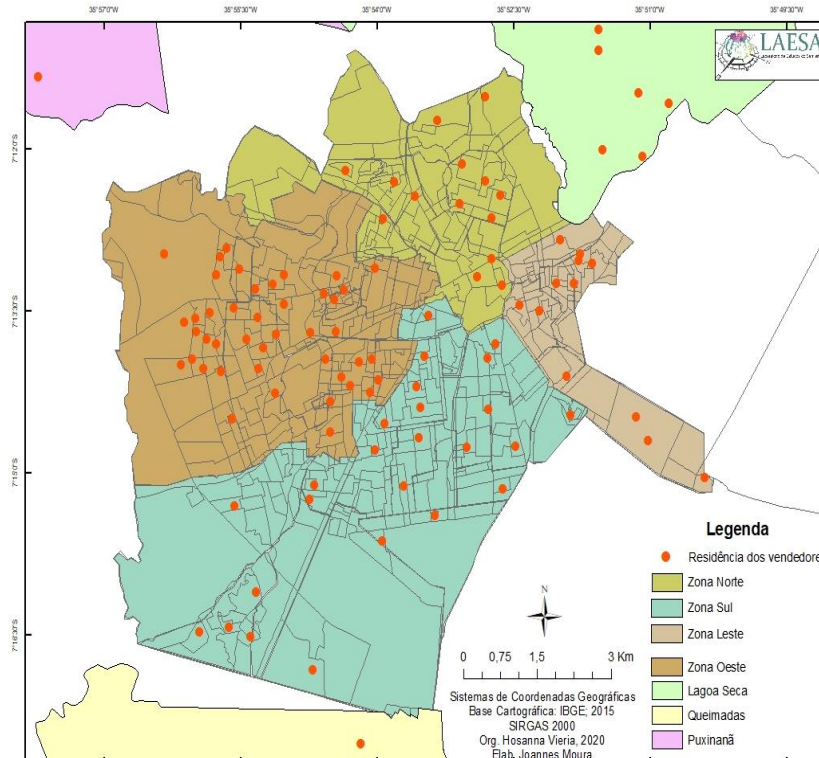 35°57'0"W 35°55'30"W 35°54'0"W 35°52'30"W 35°51'0"W 35°49'30"W
LAESA
7°12'0"S
7°13'30"S
7°15'0"S
7°16'30"S
Legenda
Residência dos vendedore
Zona Norte
Zona Sul
Zona Leste
Zona Oeste
Lagoa Seca
Queimadas
Puxinanã
N
0 0,75 1,5 3 Km
Sistemas de Coordenadas Geográficas
Base Cartográfica: IBGE; 2015
SIRGAS 2000
Org. Hosanna Vieria, 2020
Elab. Joannes Moura